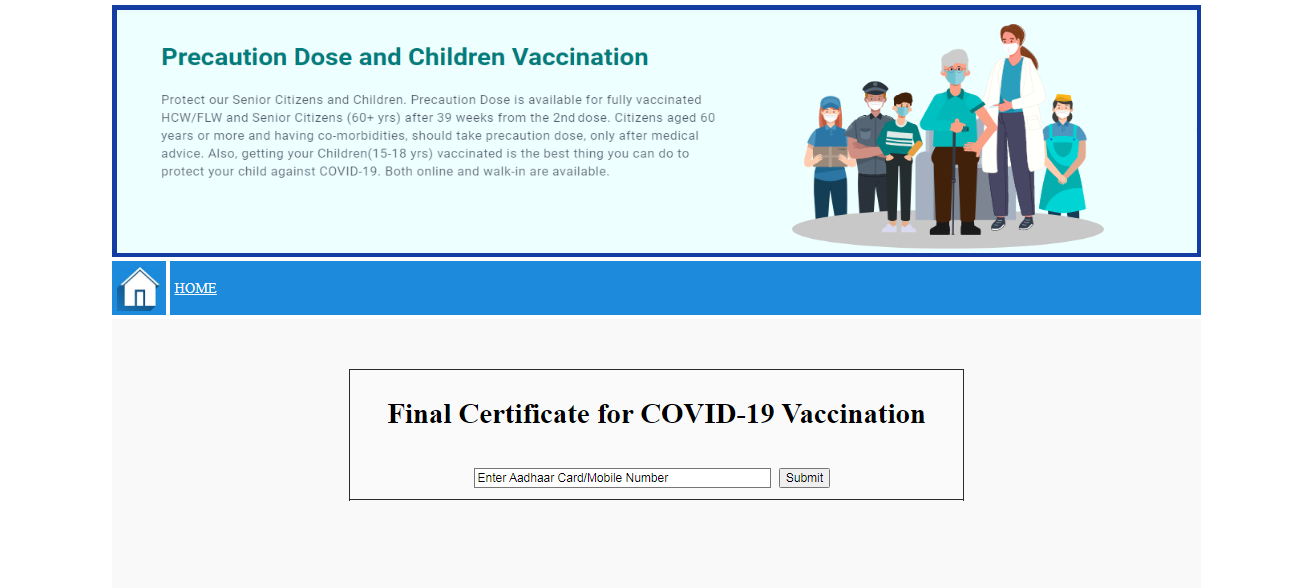 Precaution Dose and Children Vaccination
Protect our Senior Citizens and Children. Precaution Dose is available for fully vaccinated
HCW/FLW and Senior Citizens (60+ yrs) after 39 weeks from the 2nd dose. Citizens aged 60
years or more and having co-morbidities, should take precaution dose, only after medical
advice. Also, getting your Children(15-18 yrs) vaccinated is the best thing you can do to
protect your child against COVID-19. Both online and walk-in are available.
HOME
Final Certificate for COVID-19 Vaccination
Enter Aadhaar Card/Mobile Number Submit